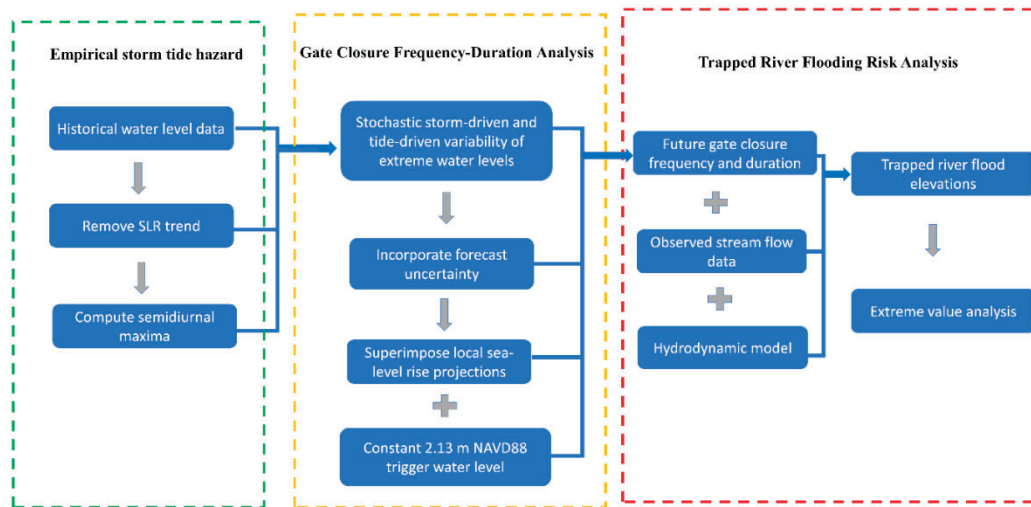 Empirical storm tide hazard
Historical water level data
Remove SLR trend
Compute semidiurnal
maxima
Gate Closure Frequency-Duration Analysis
Stochastic storm-driven and
tide-driven variability of
extreme water levels
Incorporate forecast
uncertainty
Superimpose local sea-
level rise projections
Constant 2.13 m NAVD88
trigger water level
Trapped River Flooding Risk Analysis
Future gate closure
frequency and duration
Observed stream flow
data
Hydrodynamic model
Trapped river flood
elevations
Extreme value analysis